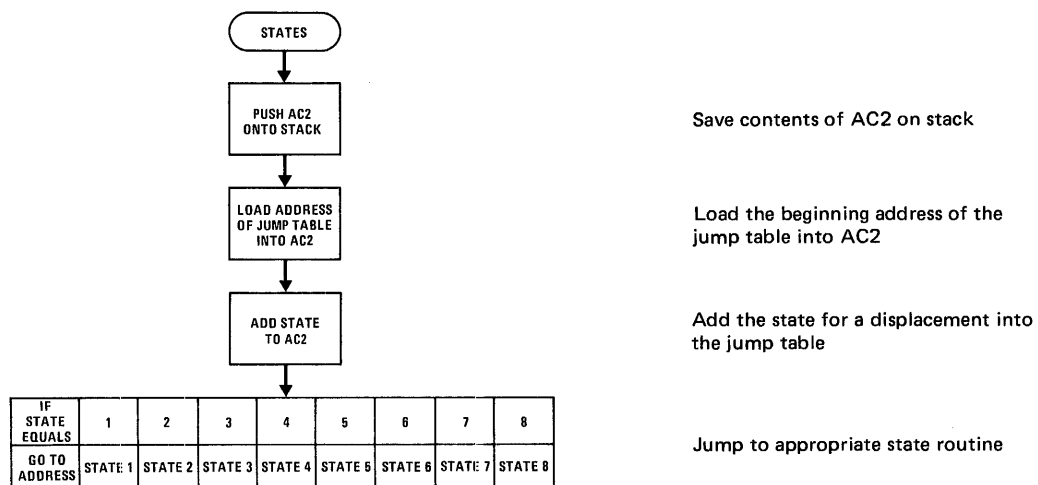 STATES
PUSH AC2
ONTO STACK
Save contents of AC2 on stack
LOAD ADDRESS
OF JUMP TABLE
INTO AC2
Load the beginning address of the
jump table into AC2
ADD STATE
TO AC2
Add the state for a displacement into
the jump table
IF
STATE
EQUALS
1 2 3 4 5 6 7 8
GO TO
ADDRESS
STATE 1 STATE 2 STATE 3 STATE 4 STATE 5 STATE 6 STATE 7 STATE 8
Jump to appropriate state routine